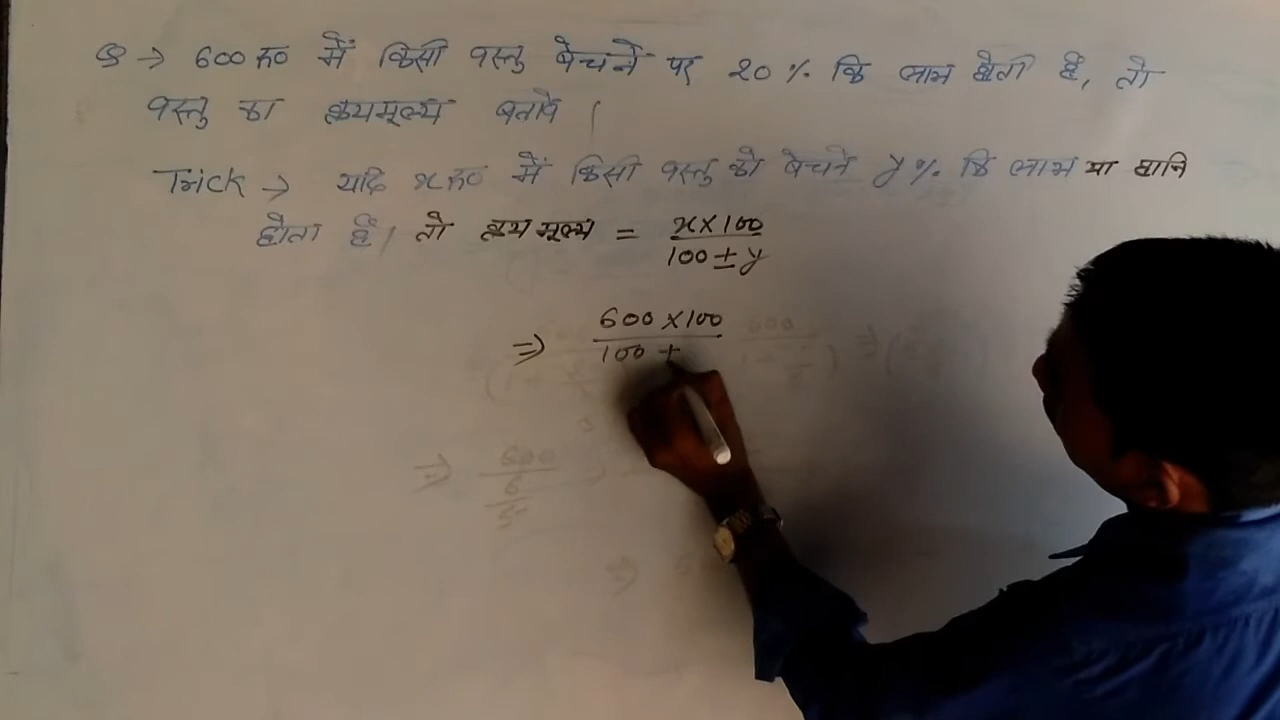 Q → 600 रु० में किसी वस्तु बेचने पर 20 % कि लाभ होती है, तो
वस्तु का क्रयमूल्य बतावें |
Trick → यदि x रु० में किसी वस्तु को बेचने y % कि लाभ या हानि
होता है, तो क्रय मूल्य = x × 100 / 100 ± y
⇒ 600 × 100 / 100 +